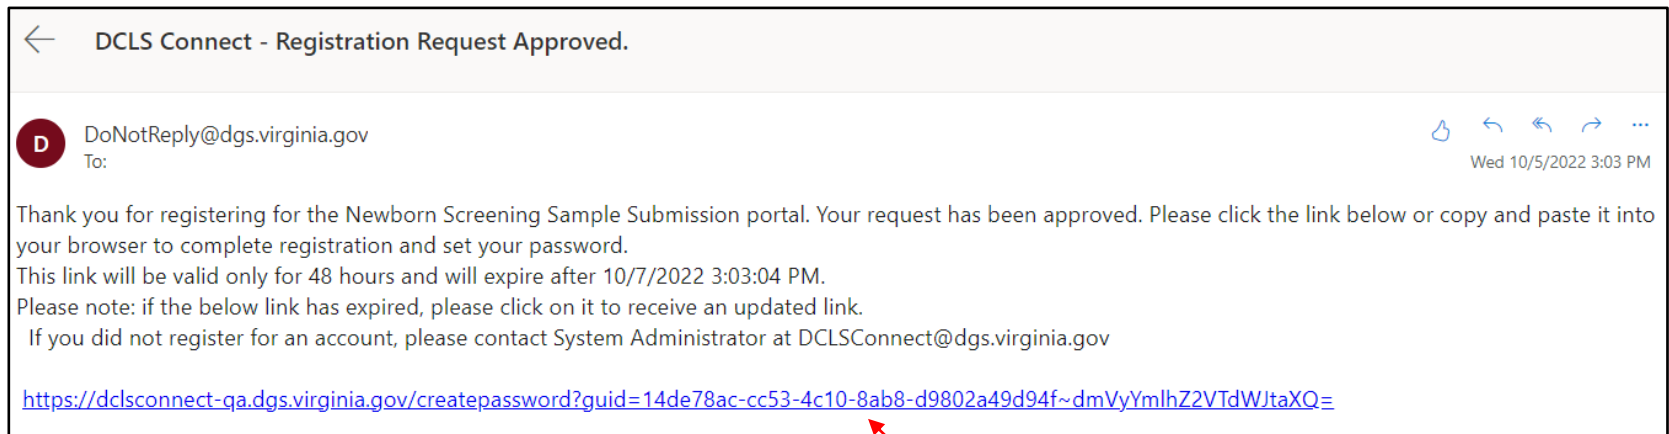 DCLS Connect - Registration Request Approved.
D
DoNotReply@dgs.virginia.gov
To:
Wed 10/5/2022 3:03 PM
Thank you for registering for the Newborn Screening Sample Submission portal. Your request has been approved. Please click the link below or copy and paste it into
your browser to complete registration and set your password.
This link will be valid only for 48 hours and will expire after 10/7/2022 3:03:04 PM.
Please note: if the below link has expired, please click on it to receive an updated link.
If you did not register for an account, please contact System Administrator at DCLSConnect@dgs.virginia.gov
https://dclsconnect-qa.dgs.virginia.gov/createpassword?guid=14de78ac-cc53-4c10-8ab8-d9802a49d94f~dmVyYmlhZ2VTdWJtaXQ=